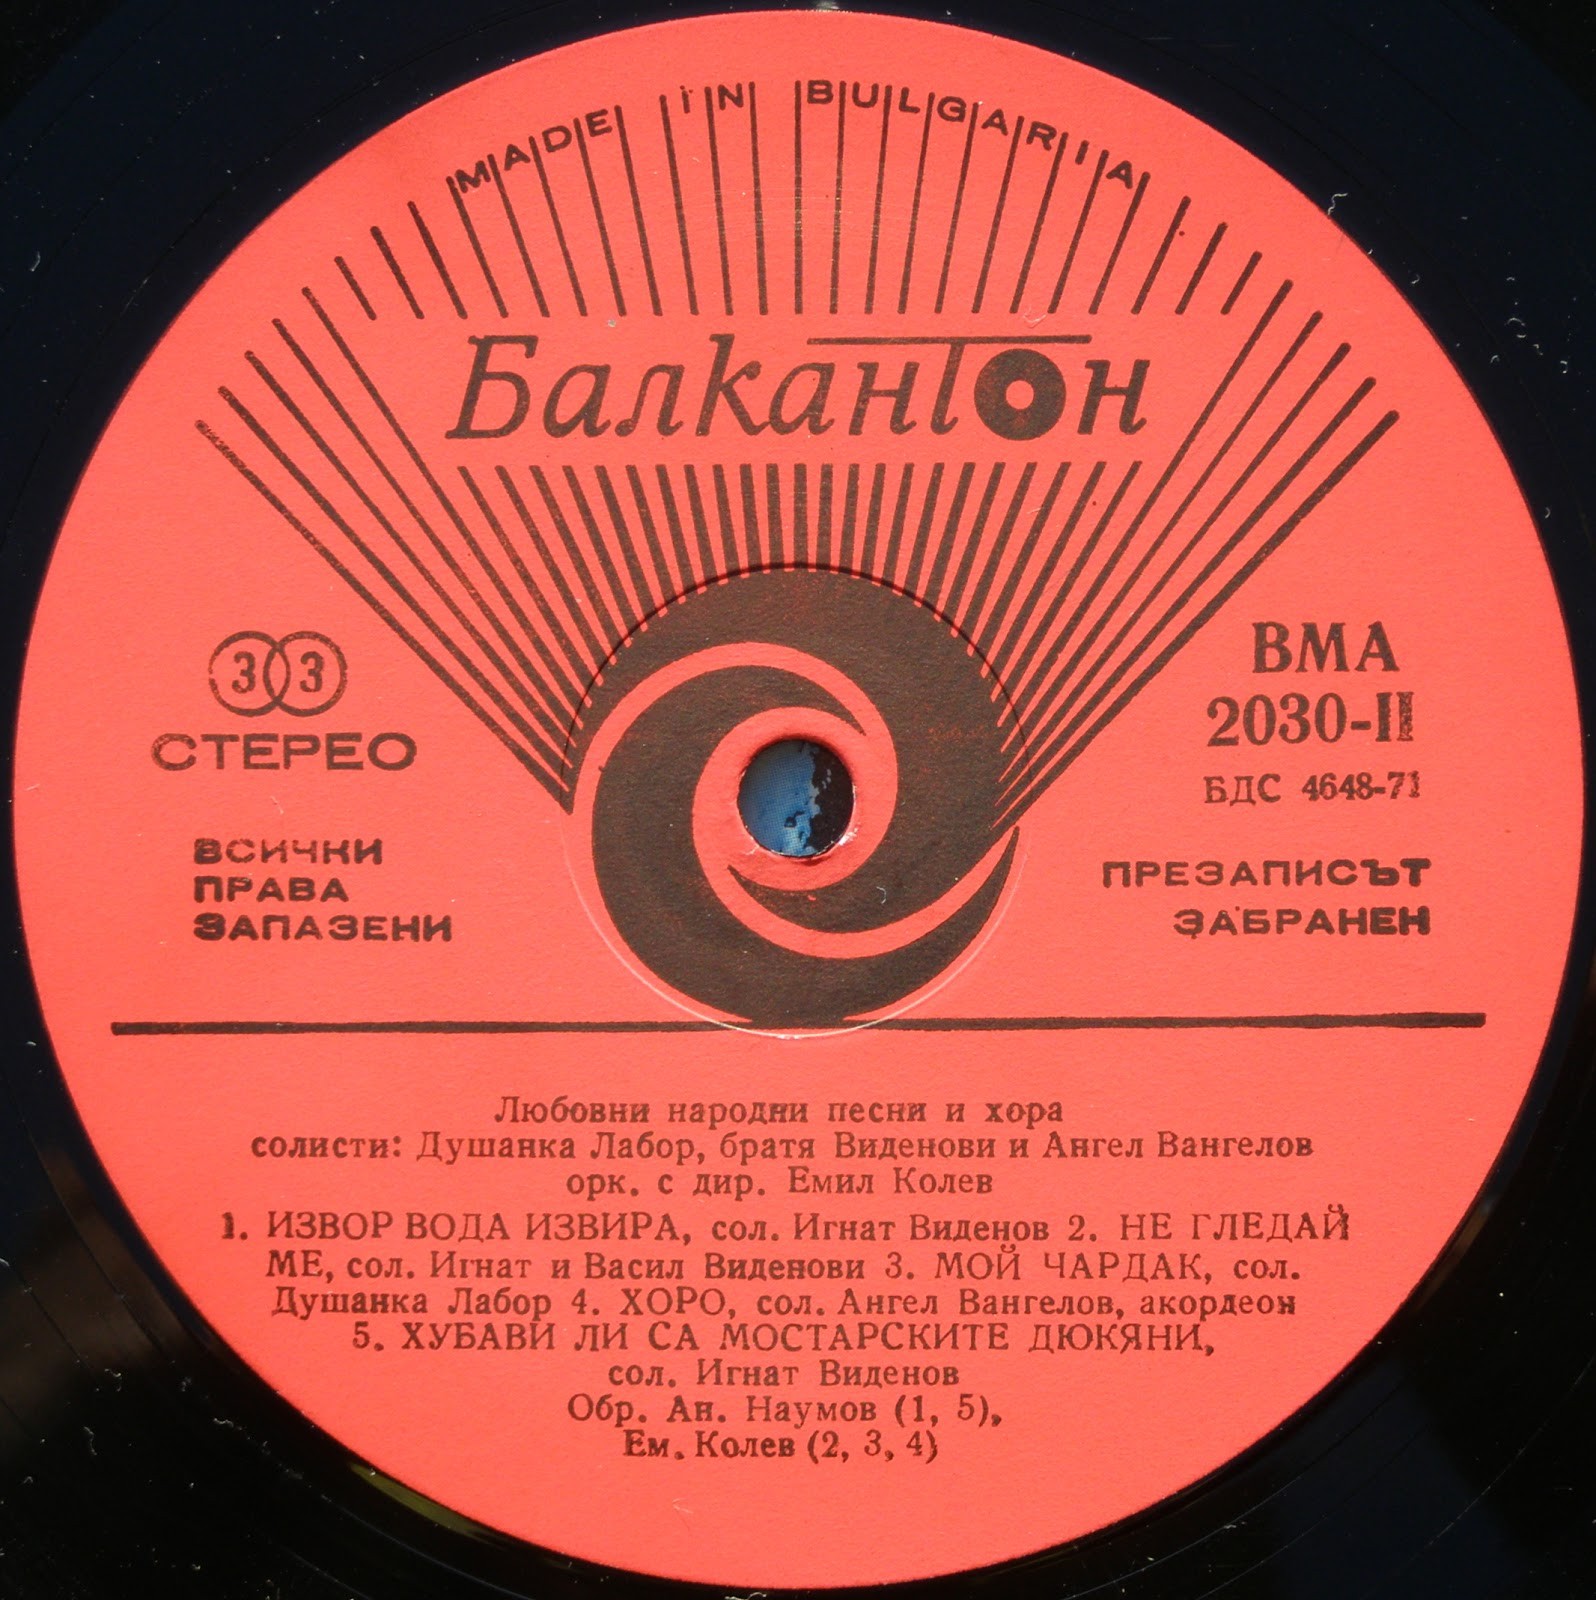 MADE IN BULGARIA
Балкантон
33
СТЕРЕО
ВСИЧКИ
ПРАВА
ЗАПАЗЕНИ
ВМА
2030-II
БДС 4648-71
ПРЕЗАПИСЪТ
ЗАБРАНЕН
Любовни народни песни и хора
солисти: Душанка Лабор, братя Виденови и Ангел Вангелов
орк. с дир. Емил Колев
1. ИЗВОР ВОДА ИЗВИРА, сол. Игнат Виденов 2. НЕ ГЛЕДАЙ
МЕ, сол. Игнат и Васил Виденови 3. МОЙ ЧАРДАК, сол.
Душанка Лабор 4. ХОРО, сол. Ангел Вангелов, акордеон
5. ХУБАВИ ЛИ СА МОСТАРСКИТЕ ДЮКЯНИ,
сол. Игнат Виденов
Обр. Ан. Наумов (1, 5),
Ем. Колев (2, 3, 4)